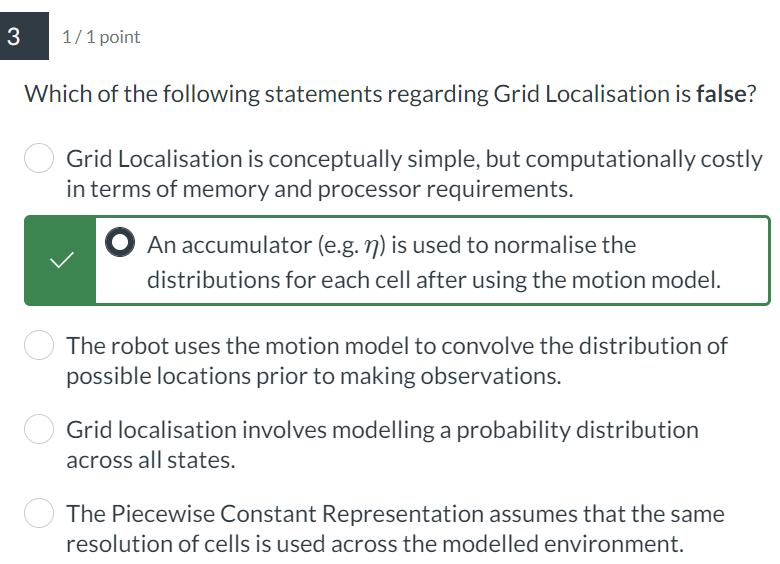 3
1 / 1 point
Which of the following statements regarding Grid Localisation is false?
Grid Localisation is conceptually simple, but computationally costly
in terms of memory and processor requirements.
An accumulator (e.g. η) is used to normalise the
distributions for each cell after using the motion model.
The robot uses the motion model to convolve the distribution of
possible locations prior to making observations.
Grid localisation involves modelling a probability distribution
across all states.
The Piecewise Constant Representation assumes that the same
resolution of cells is used across the modelled environment.